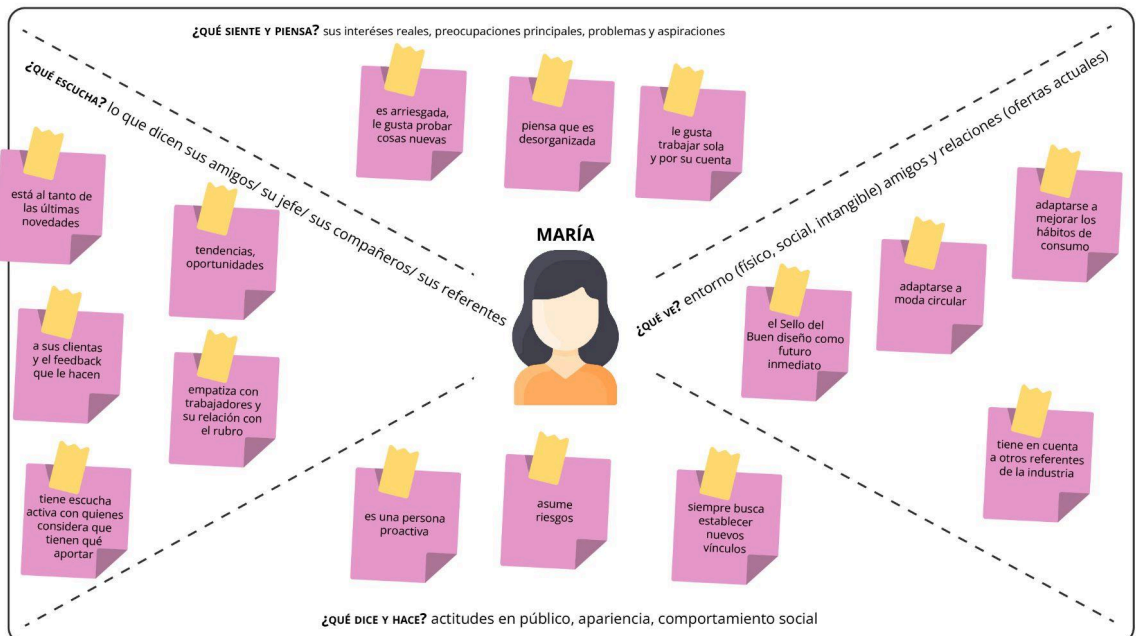 ¿QUÉ SIENTE Y PIENSA? sus interéses reales, preocupaciones principales, problemas y aspiraciones
es arriesgada,
le gusta probar
cosas nuevas
piensa que es
desorganizada
le gusta
trabajar sola
y por su cuenta
¿QUÉ ESCUCHA? lo que dicen sus amigos/ su jefe/ sus compañeros/ sus referentes
está al tanto de
las últimas
novedades
tendencias,
oportunidades
a sus clientas
y el feedback
que le hacen
empatiza con
trabajadores y
su relación con
el rubro
tiene escucha
activa con quienes
considera que
tienen qué
aportar
MARÍA
¿QUÉ VE? entorno (físico, social, intangible) amigos y relaciones (ofertas actuales)
adaptarse a
mejorar los
hábitos de
consumo
adaptarse a
moda circular
el Sello del
Buen diseño como
futuro
inmediato
tiene en cuenta
a otros referentes
de la industria
es una persona
proactiva
asume
riesgos
siempre busca
establecer
nuevos
vínculos
¿QUÉ DICE Y HACE? actitudes en público, apariencia, comportamiento social